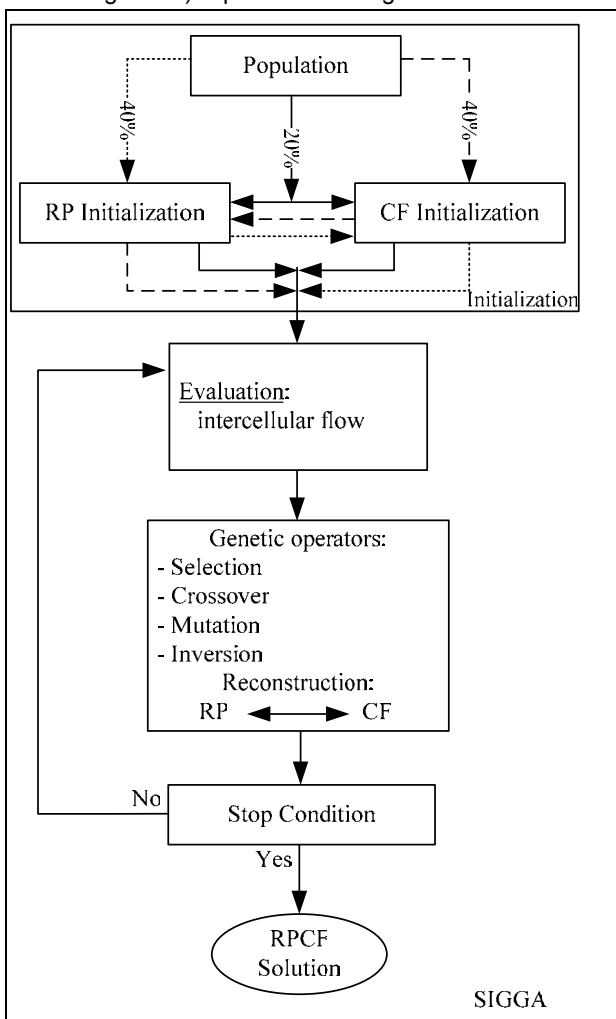 Population
40%
20%
40%
RP Initialization
CF Initialization
Initialization
Evaluation:
intercellular flow
Genetic operators:
- Selection
- Crossover
- Mutation
- Inversion
Reconstruction:
RP CF
No
Stop Condition
Yes
RPCF
Solution
SIGGA